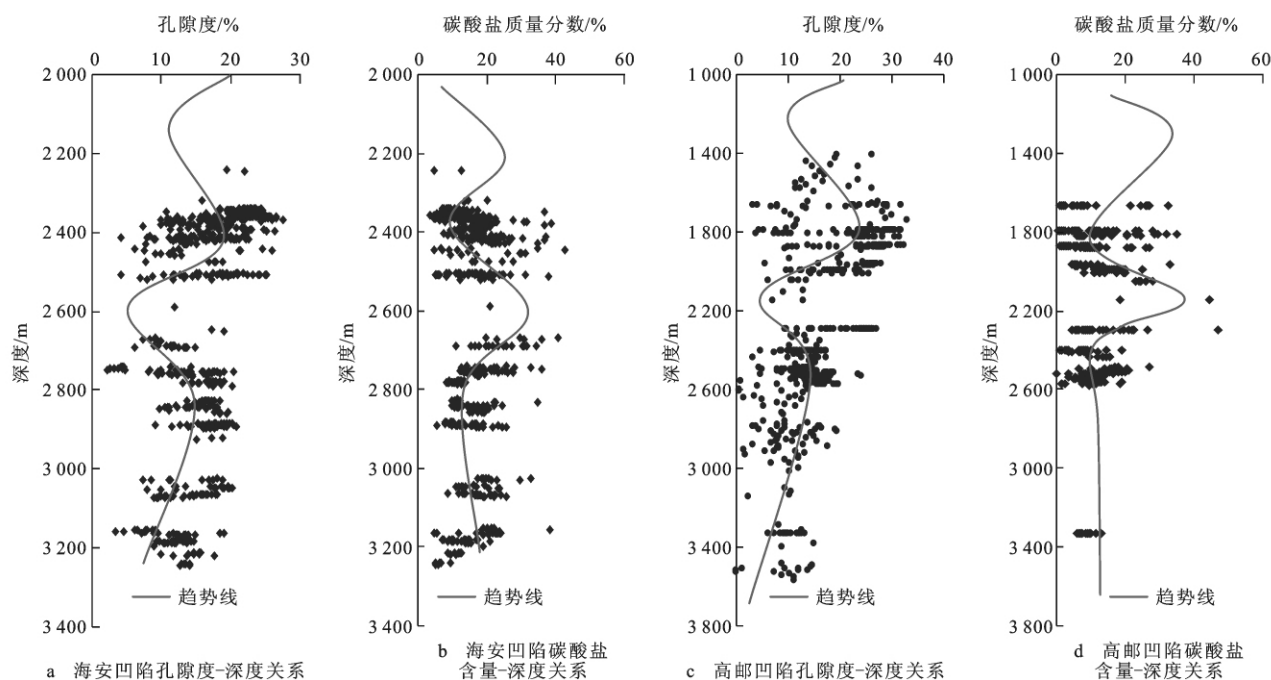 孔隙度/%
0 10 20 30
2 000
2 200
2 400
2 600
2 800
3 000
3 200
3 400
深度/m
趋势线
a 海安凹陷孔隙度-深度关系
碳酸盐质量分数/%
0 20 40 60
2 000
2 200
2 400
2 600
2 800
3 000
3 200
3 400
深度/m
趋势线
b 海安凹陷碳酸盐
含量-深度关系
孔隙度/%
0 10 20 30 40
1 000
1 400
1 800
2 200
2 600
3 000
3 400
3 800
深度/m
趋势线
c 高邮凹陷孔隙度-深度关系
碳酸盐质量分数/%
0 20 40 60
1 000
1 400
1 800
2 200
2 600
3 000
3 400
3 800
深度/m
趋势线
d 高邮凹陷碳酸盐
含量-深度关系